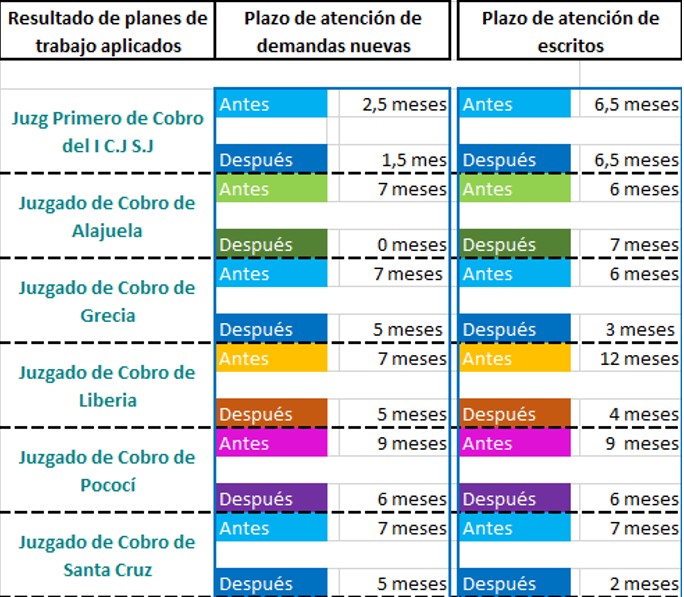 Resultado de planes de trabajo aplicados
Plazo de atención de demandas nuevas
Plazo de atención de escritos
Juzg Primero de Cobro del I C.J S.J
Antes 2,5 meses Antes 6,5 meses
Después 1,5 mes Después 6,5 meses
Juzgado de Cobro de Alajuela
Antes 7 meses Antes 6 meses
Después 0 meses Después 7 meses
Juzgado de Cobro de Grecia
Antes 7 meses Antes 6 meses
Después 5 meses Después 3 meses
Juzgado de Cobro de Liberia
Antes 7 meses Antes 12 meses
Después 5 meses Después 4 meses
Juzgado de Cobro de Pococí
Antes 9 meses Antes 9 meses
Después 6 meses Después 6 meses
Juzgado de Cobro de Santa Cruz
Antes 7 meses Antes 7 meses
Después 5 meses Después 2 meses